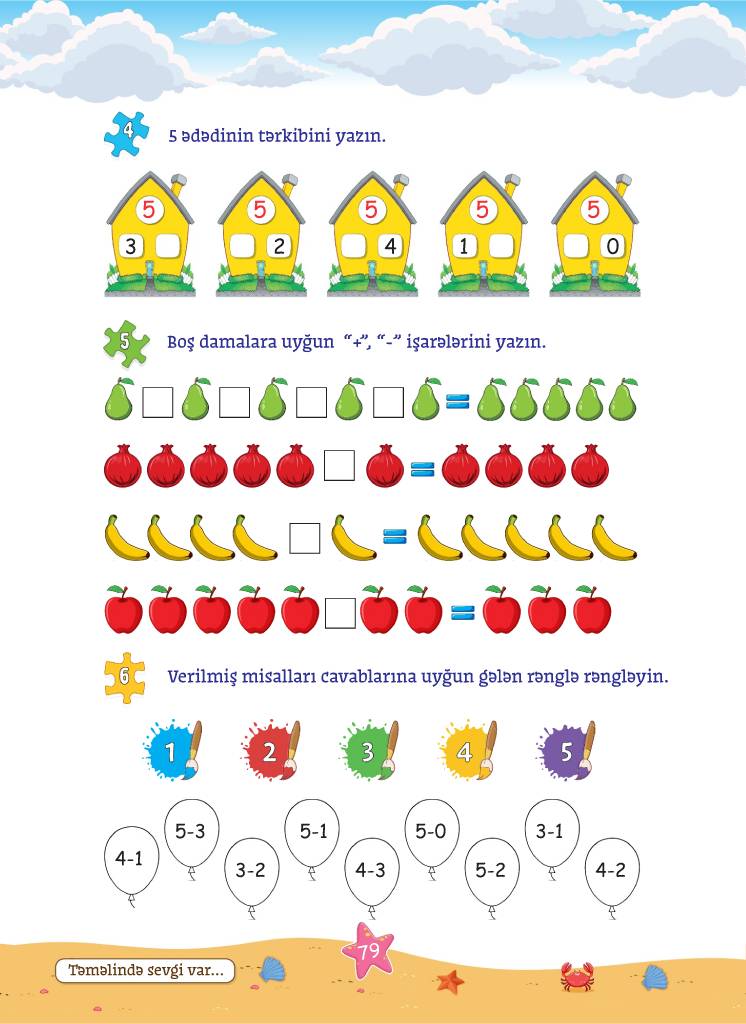 4
5 ədədinin tərkibini yazın.
5 5 5 5 5
3 2 4 1 0
5
Boş damalara uyğun “+”, “-” işarələrini yazın.
=
=
=
=
6
Verilmiş misalları cavablarına uyğun gələn rənglə rəngləyin.
1 2 3 4 5
4-1 5-3 3-2 5-1 4-3 5-0 5-2 3-1 4-2
79
Təməlində sevgi var...